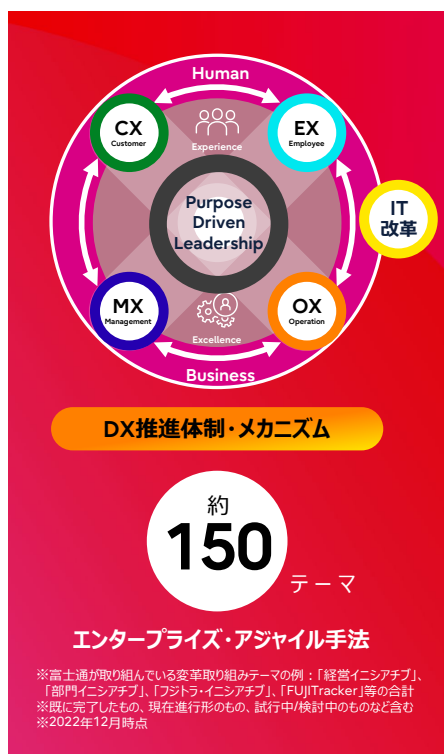 Human
CX
Customer
Experience
EX
Employee
Purpose
Driven
Leadership
IT
改革
MX
Management
Excellence
OX
Operation
Business
DX推進体制・メカニズム
約
150
テーマ
エンタープライズ・アジャイル手法
※富士通が取り組んでいる変革取り組みテーマの例：「経営イニシアチブ」、
「部門イニシアチブ」、「フジトラ・イニシアチブ」、「FUJITracker」等の合計
※既に完了したもの、現在進行形のもの、試行中/検討中のものなど含む
※2022年12月時点